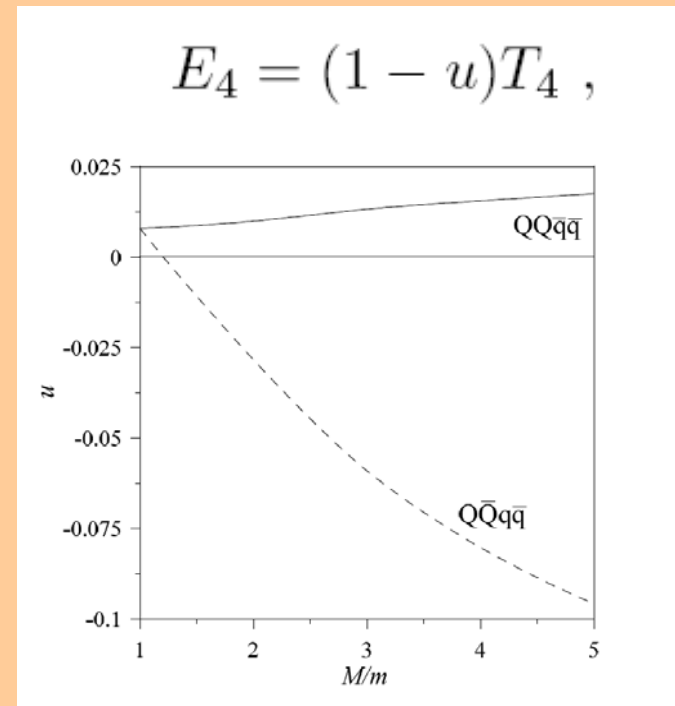 E₄ = (1 − u)T₄ ,
0.025
QQq̄q̄
0
-0.025
u
-0.05
QQ̄qq̄
-0.075
-0.1
1 2 3 4 5
M/m